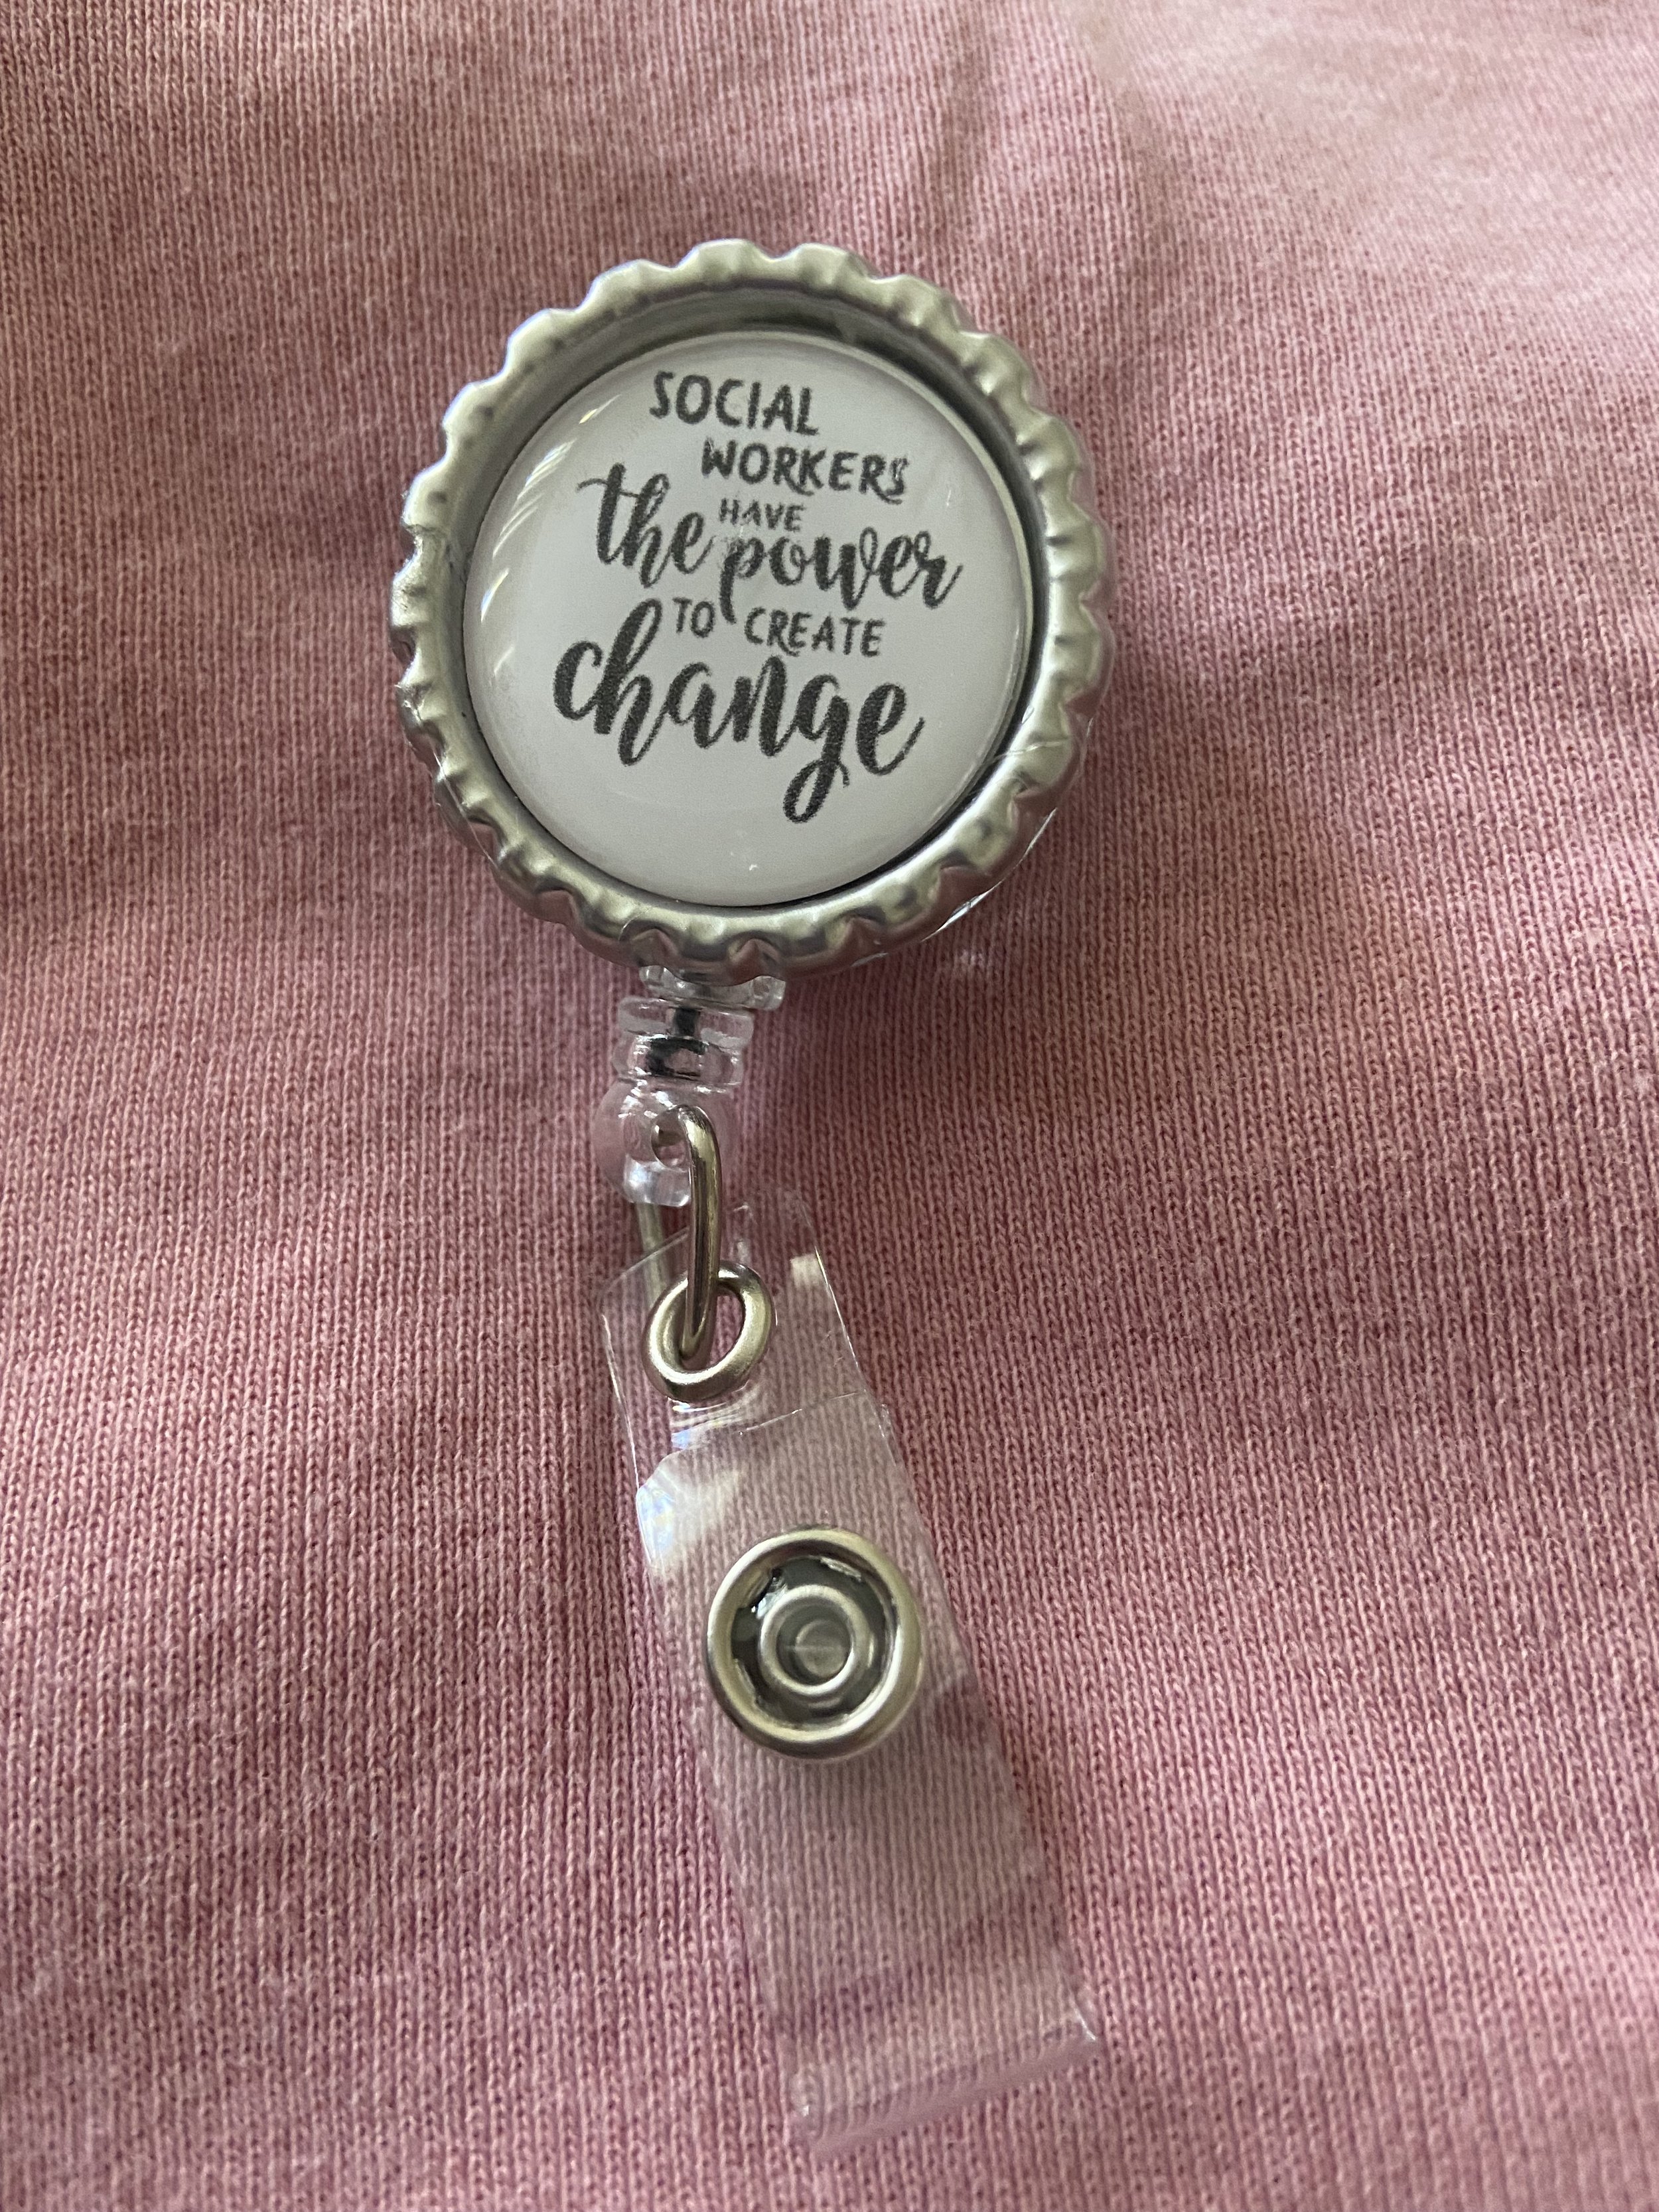 SOCIAL
WORKERS
HAVE
the power
TO CREATE
change